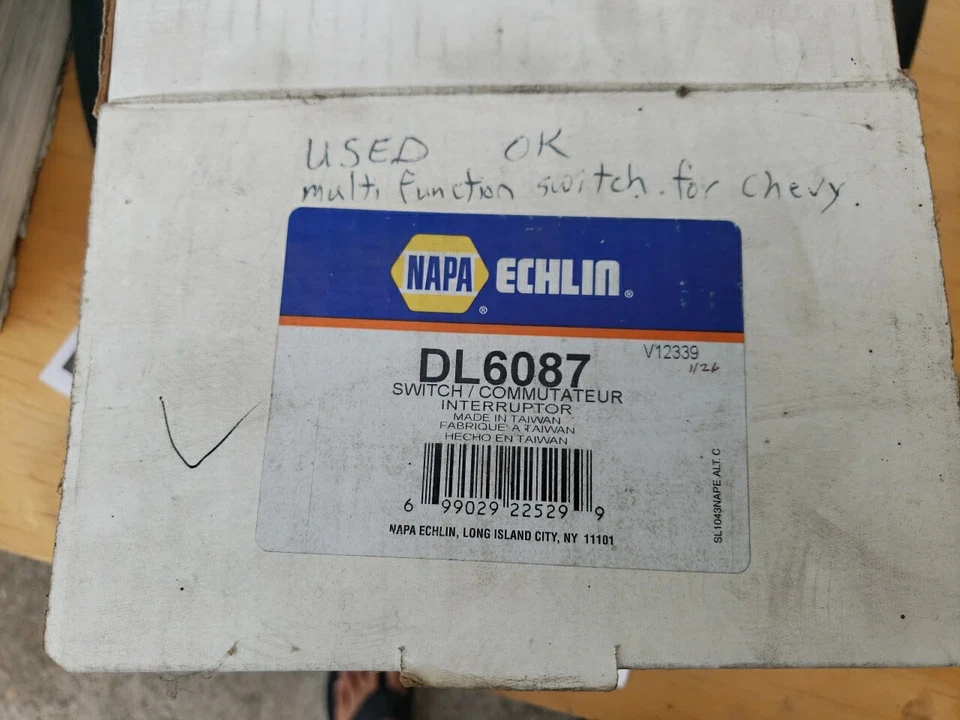 USED OK
multi function switch. for Chevy
NAPA ® ECHLIN®
V12339
1/26
DL6087
SWITCH / COMMUTATEUR
INTERRUPTOR
MADE IN TAIWAN
FABRIQUÉ A TAIWAN
HECHO EN TAIWAN
6 99029 22529 9
NAPA ECHLIN, LONG ISLAND CITY, NY 11101
SL1043NAPE ALT. C